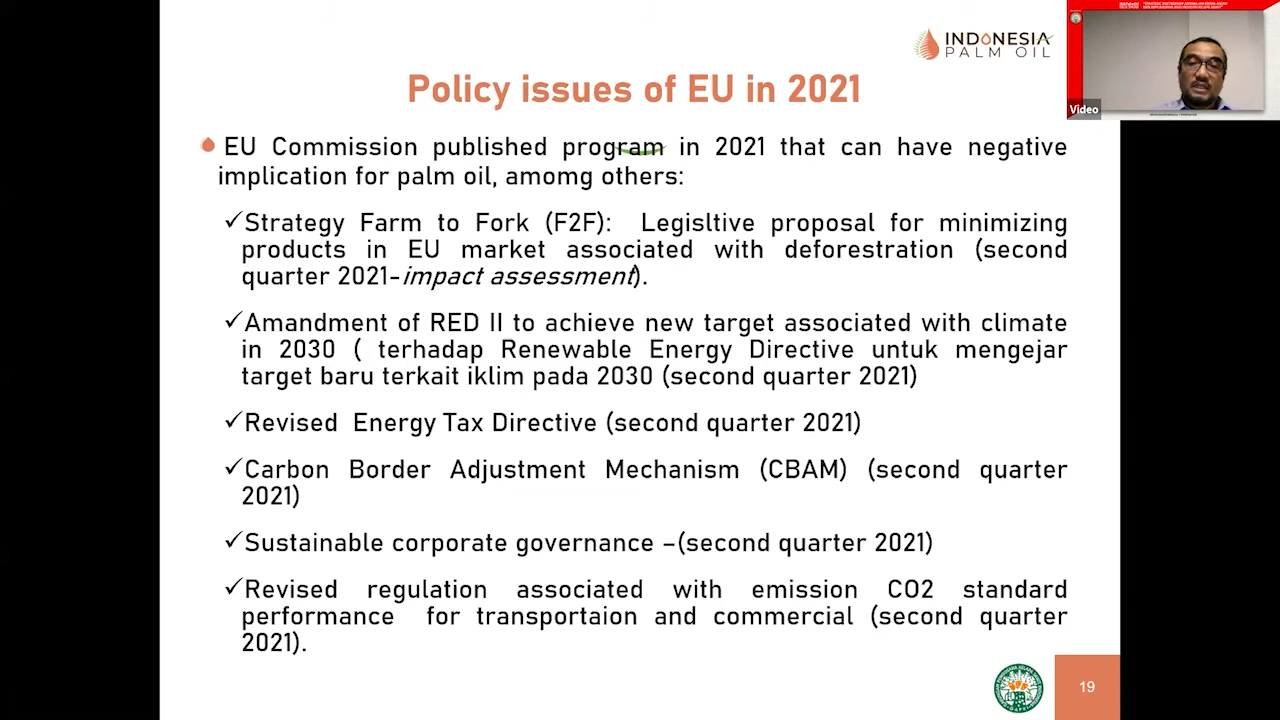 INDONESIA
PALM OIL
Video
Policy issues of EU in 2021
EU Commission published program in 2021 that can have negative
implication for palm oil, amomg others:
✓Strategy Farm to Fork (F2F): Legisltive proposal for minimizing
products in EU market associated with deforestration (second
quarter 2021-impact assessment).
✓Amandment of RED II to achieve new target associated with climate
in 2030 ( terhadap Renewable Energy Directive untuk mengejar
target baru terkait iklim pada 2030 (second quarter 2021)
✓Revised Energy Tax Directive (second quarter 2021)
✓Carbon Border Adjustment Mechanism (CBAM) (second quarter
2021)
✓Sustainable corporate governance –(second quarter 2021)
✓Revised regulation associated with emission CO2 standard
performance for transportaion and commercial (second quarter
2021).
19